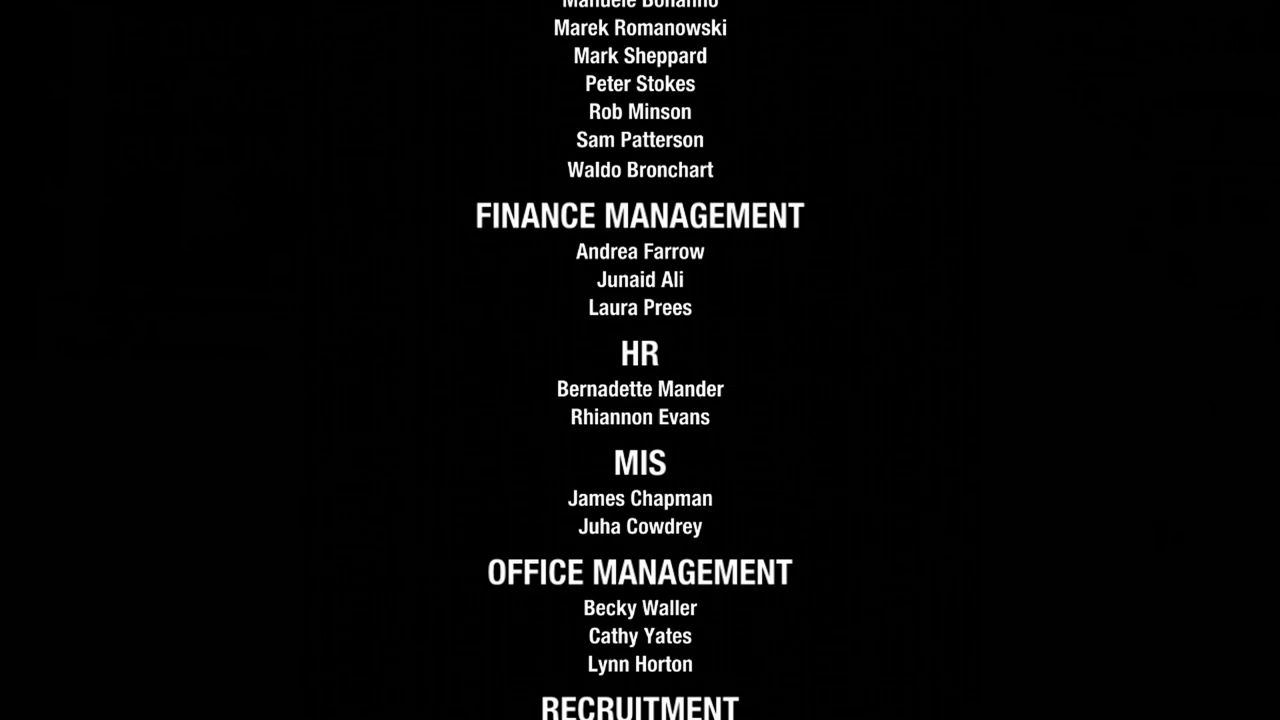 Manuele Bonanno
Marek Romanowski
Mark Sheppard
Peter Stokes
Rob Minson
Sam Patterson
Waldo Bronchart
FINANCE MANAGEMENT
Andrea Farrow
Junaid Ali
Laura Prees
HR
Bernadette Mander
Rhiannon Evans
MIS
James Chapman
Juha Cowdrey
OFFICE MANAGEMENT
Becky Waller
Cathy Yates
Lynn Horton
RECRUITMENT